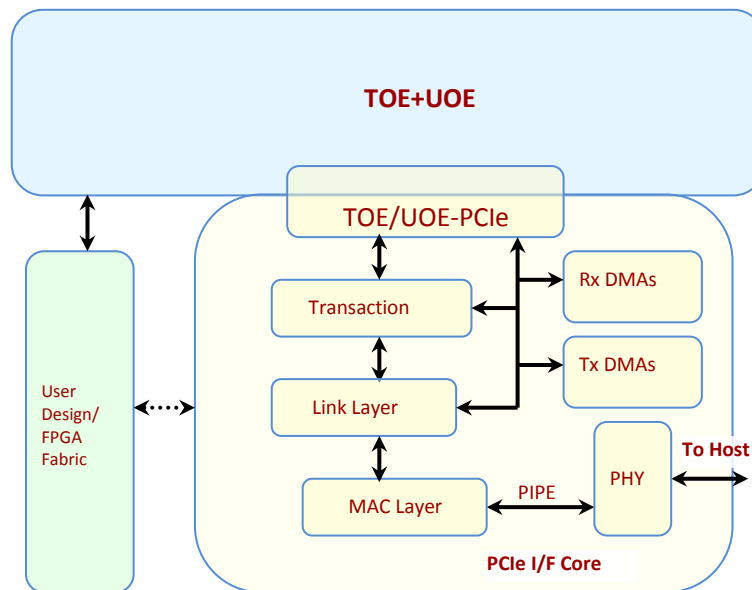 TOE+UOE
TOE/UOE-PCIe
Rx DMAs
Transaction
Tx DMAs
User
Design/
FPGA
Fabric
Link Layer
To Host
PHY
PIPE
MAC Layer
PCIe I/F Core